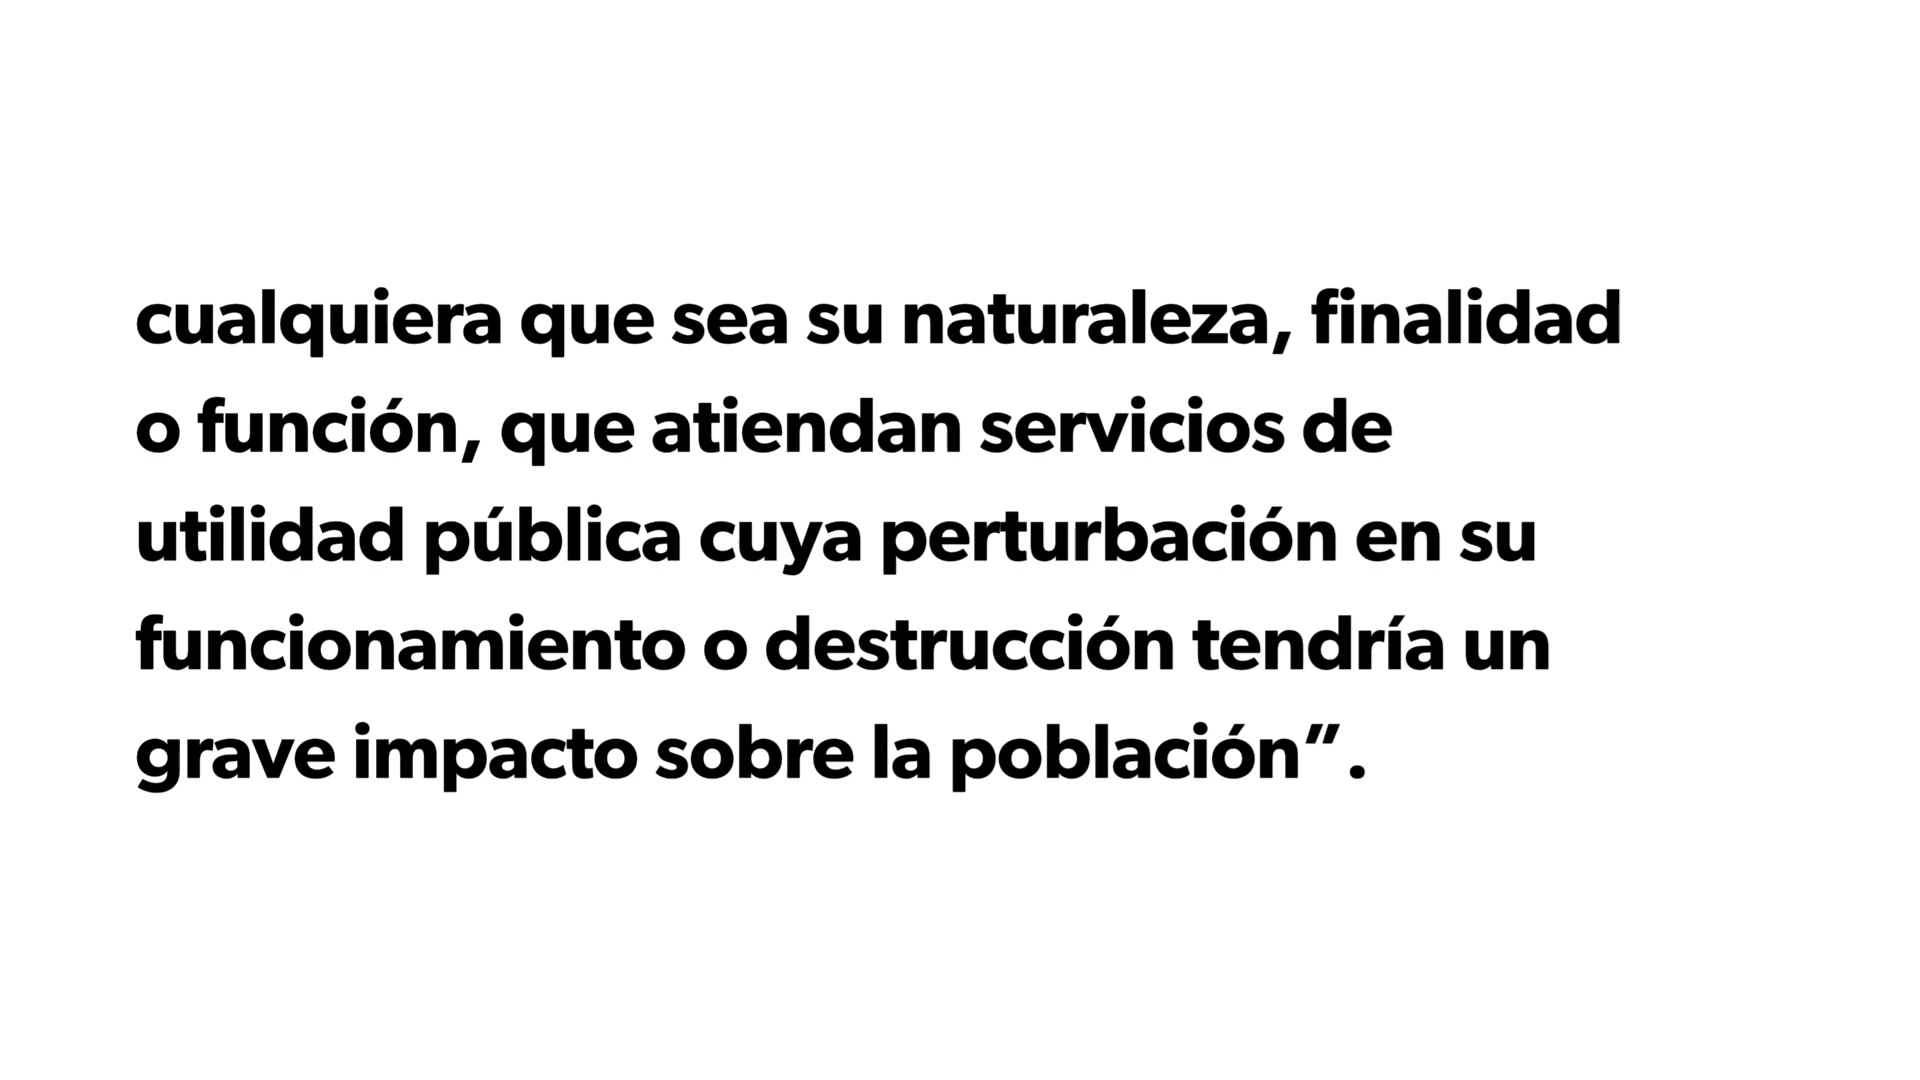 cualquiera que sea su naturaleza, finalidad
o función, que atiendan servicios de
utilidad pública cuya perturbación en su
funcionamiento o destrucción tendría un
grave impacto sobre la población”.